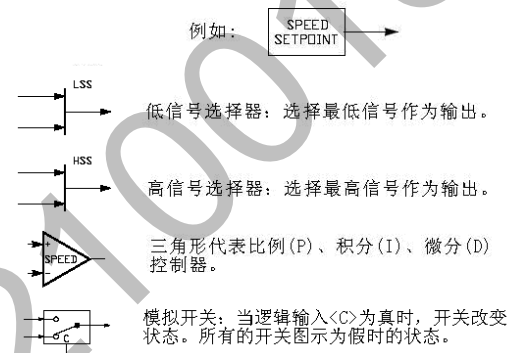 例如: SPEED
SETPOINT
LSS
低信号选择器：选择最低信号作为输出。
HSS
高信号选择器：选择最高信号作为输出。
SPEED
三角形代表比例(P)、积分(I)、微分(D)
控制器。
模拟开关：当逻辑输入<C>为真时，开关改变
状态。所有的开关图示为假时的状态。
C